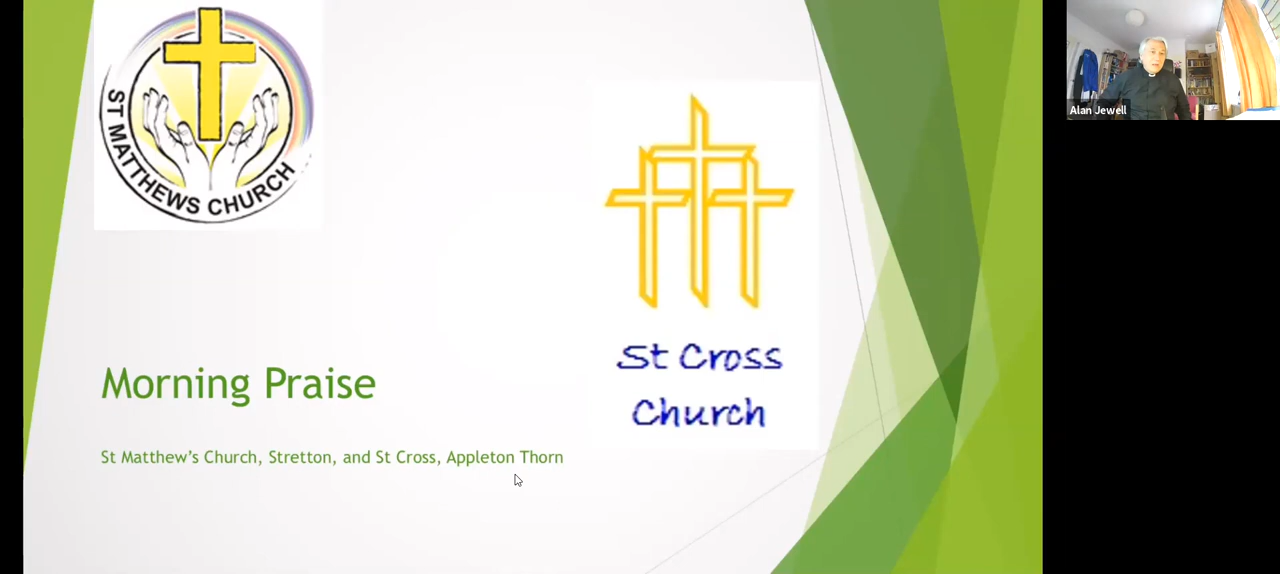 ST MATTHEWS CHURCH
Alan Jewell
St Cross
Church
Morning Praise
St Matthew's Church, Stretton, and St Cross, Appleton Thorn